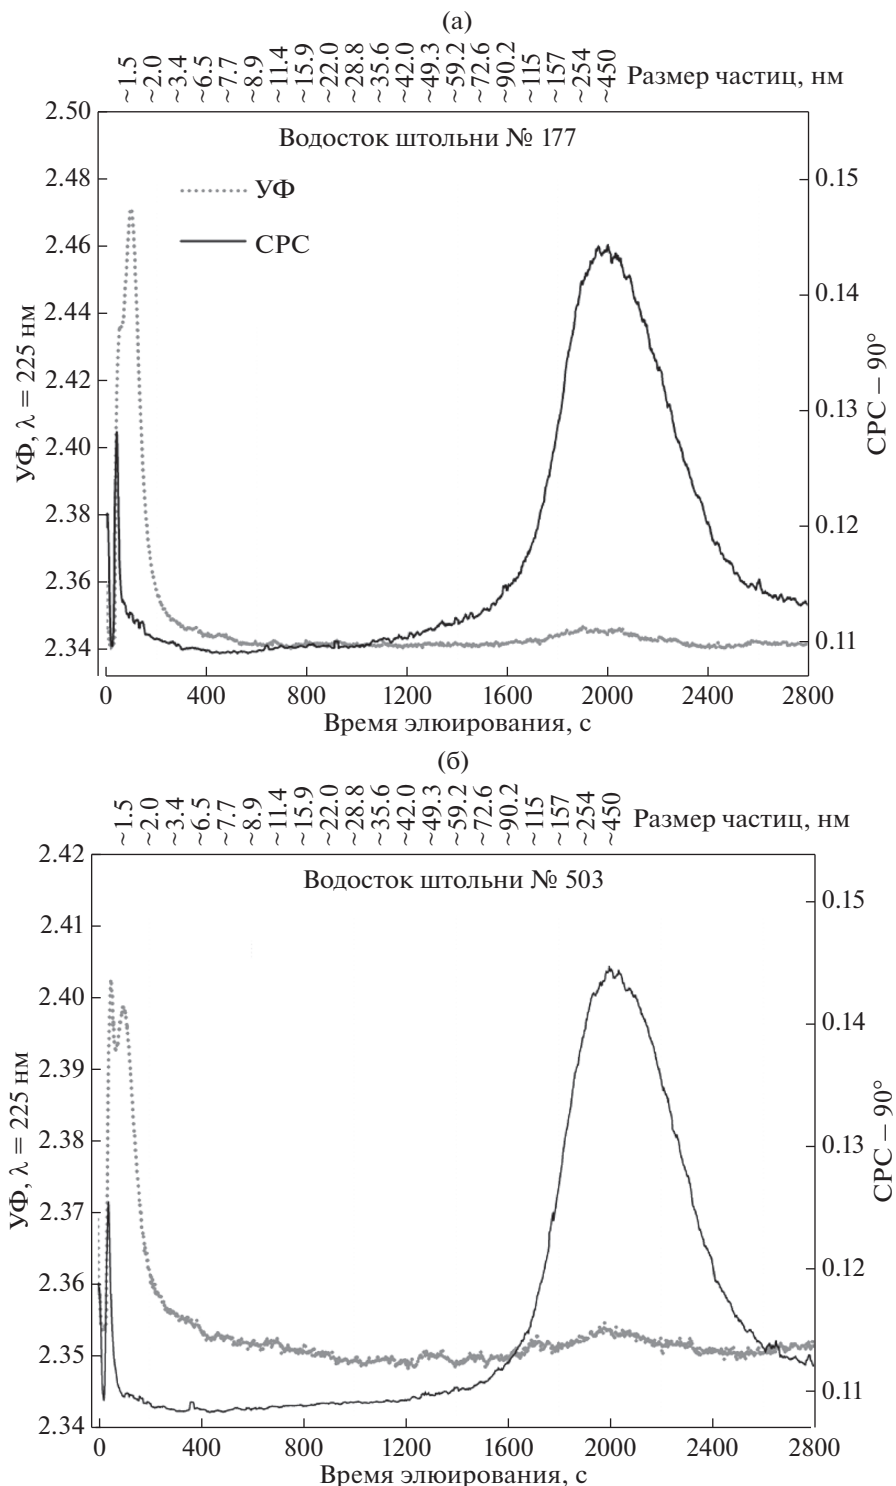 (а)
~1.5 ~2.0 ~3.4 ~6.5 ~7.7 ~8.9 ~11.4 ~15.9 ~22.0 ~28.8 ~35.6 ~42.0 ~49.3 ~59.2 ~72.6 ~90.2 ~115 ~157 ~254 ~450 Размер частиц, нм
Водосток штольни № 177
УФ
СРС
2.50
2.48
2.46
2.44
2.42
2.40
2.38
2.36
2.34
УФ, λ = 225 нм
0.15
0.14
0.13
0.12
0.11
СРС – 90°
0 400 800 1200 1600 2000 2400 2800
Время элюирования, с
(б)
~1.5 ~2.0 ~3.4 ~6.5 ~7.7 ~8.9 ~11.4 ~15.9 ~22.0 ~28.8 ~35.6 ~42.0 ~49.3 ~59.2 ~72.6 ~90.2 ~115 ~157 ~254 ~450 Размер частиц, нм
Водосток штольни № 503
2.42
2.41
2.40
2.39
2.38
2.37
2.36
2.35
2.34
УФ, λ = 225 нм
0.15
0.14
0.13
0.12
0.11
СРС – 90°
0 400 800 1200 1600 2000 2400 2800
Время элюирования, с